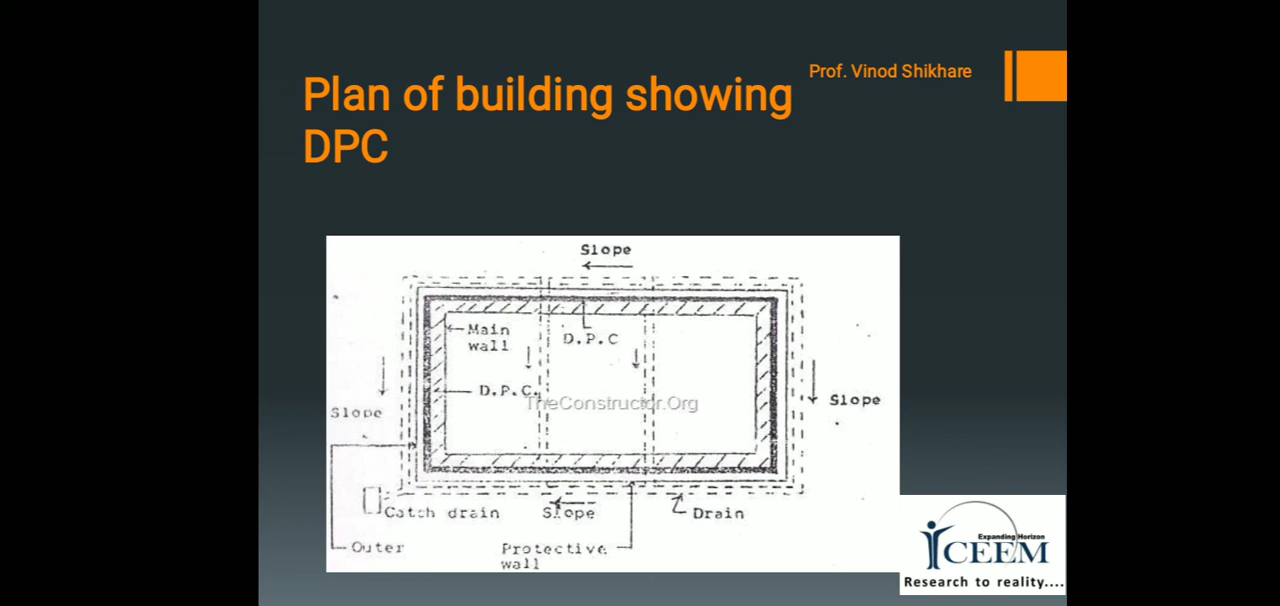 Prof. Vinod Shikhare
Plan of building showing
DPC
Slope
Main
wall
D.P.C
D.P.C.
TheConstructor.Org
Slope
Slope
Catch drain
Slope
Drain
Outer
Protective
wall
Expanding Horizon
CEEM
Research to reality....